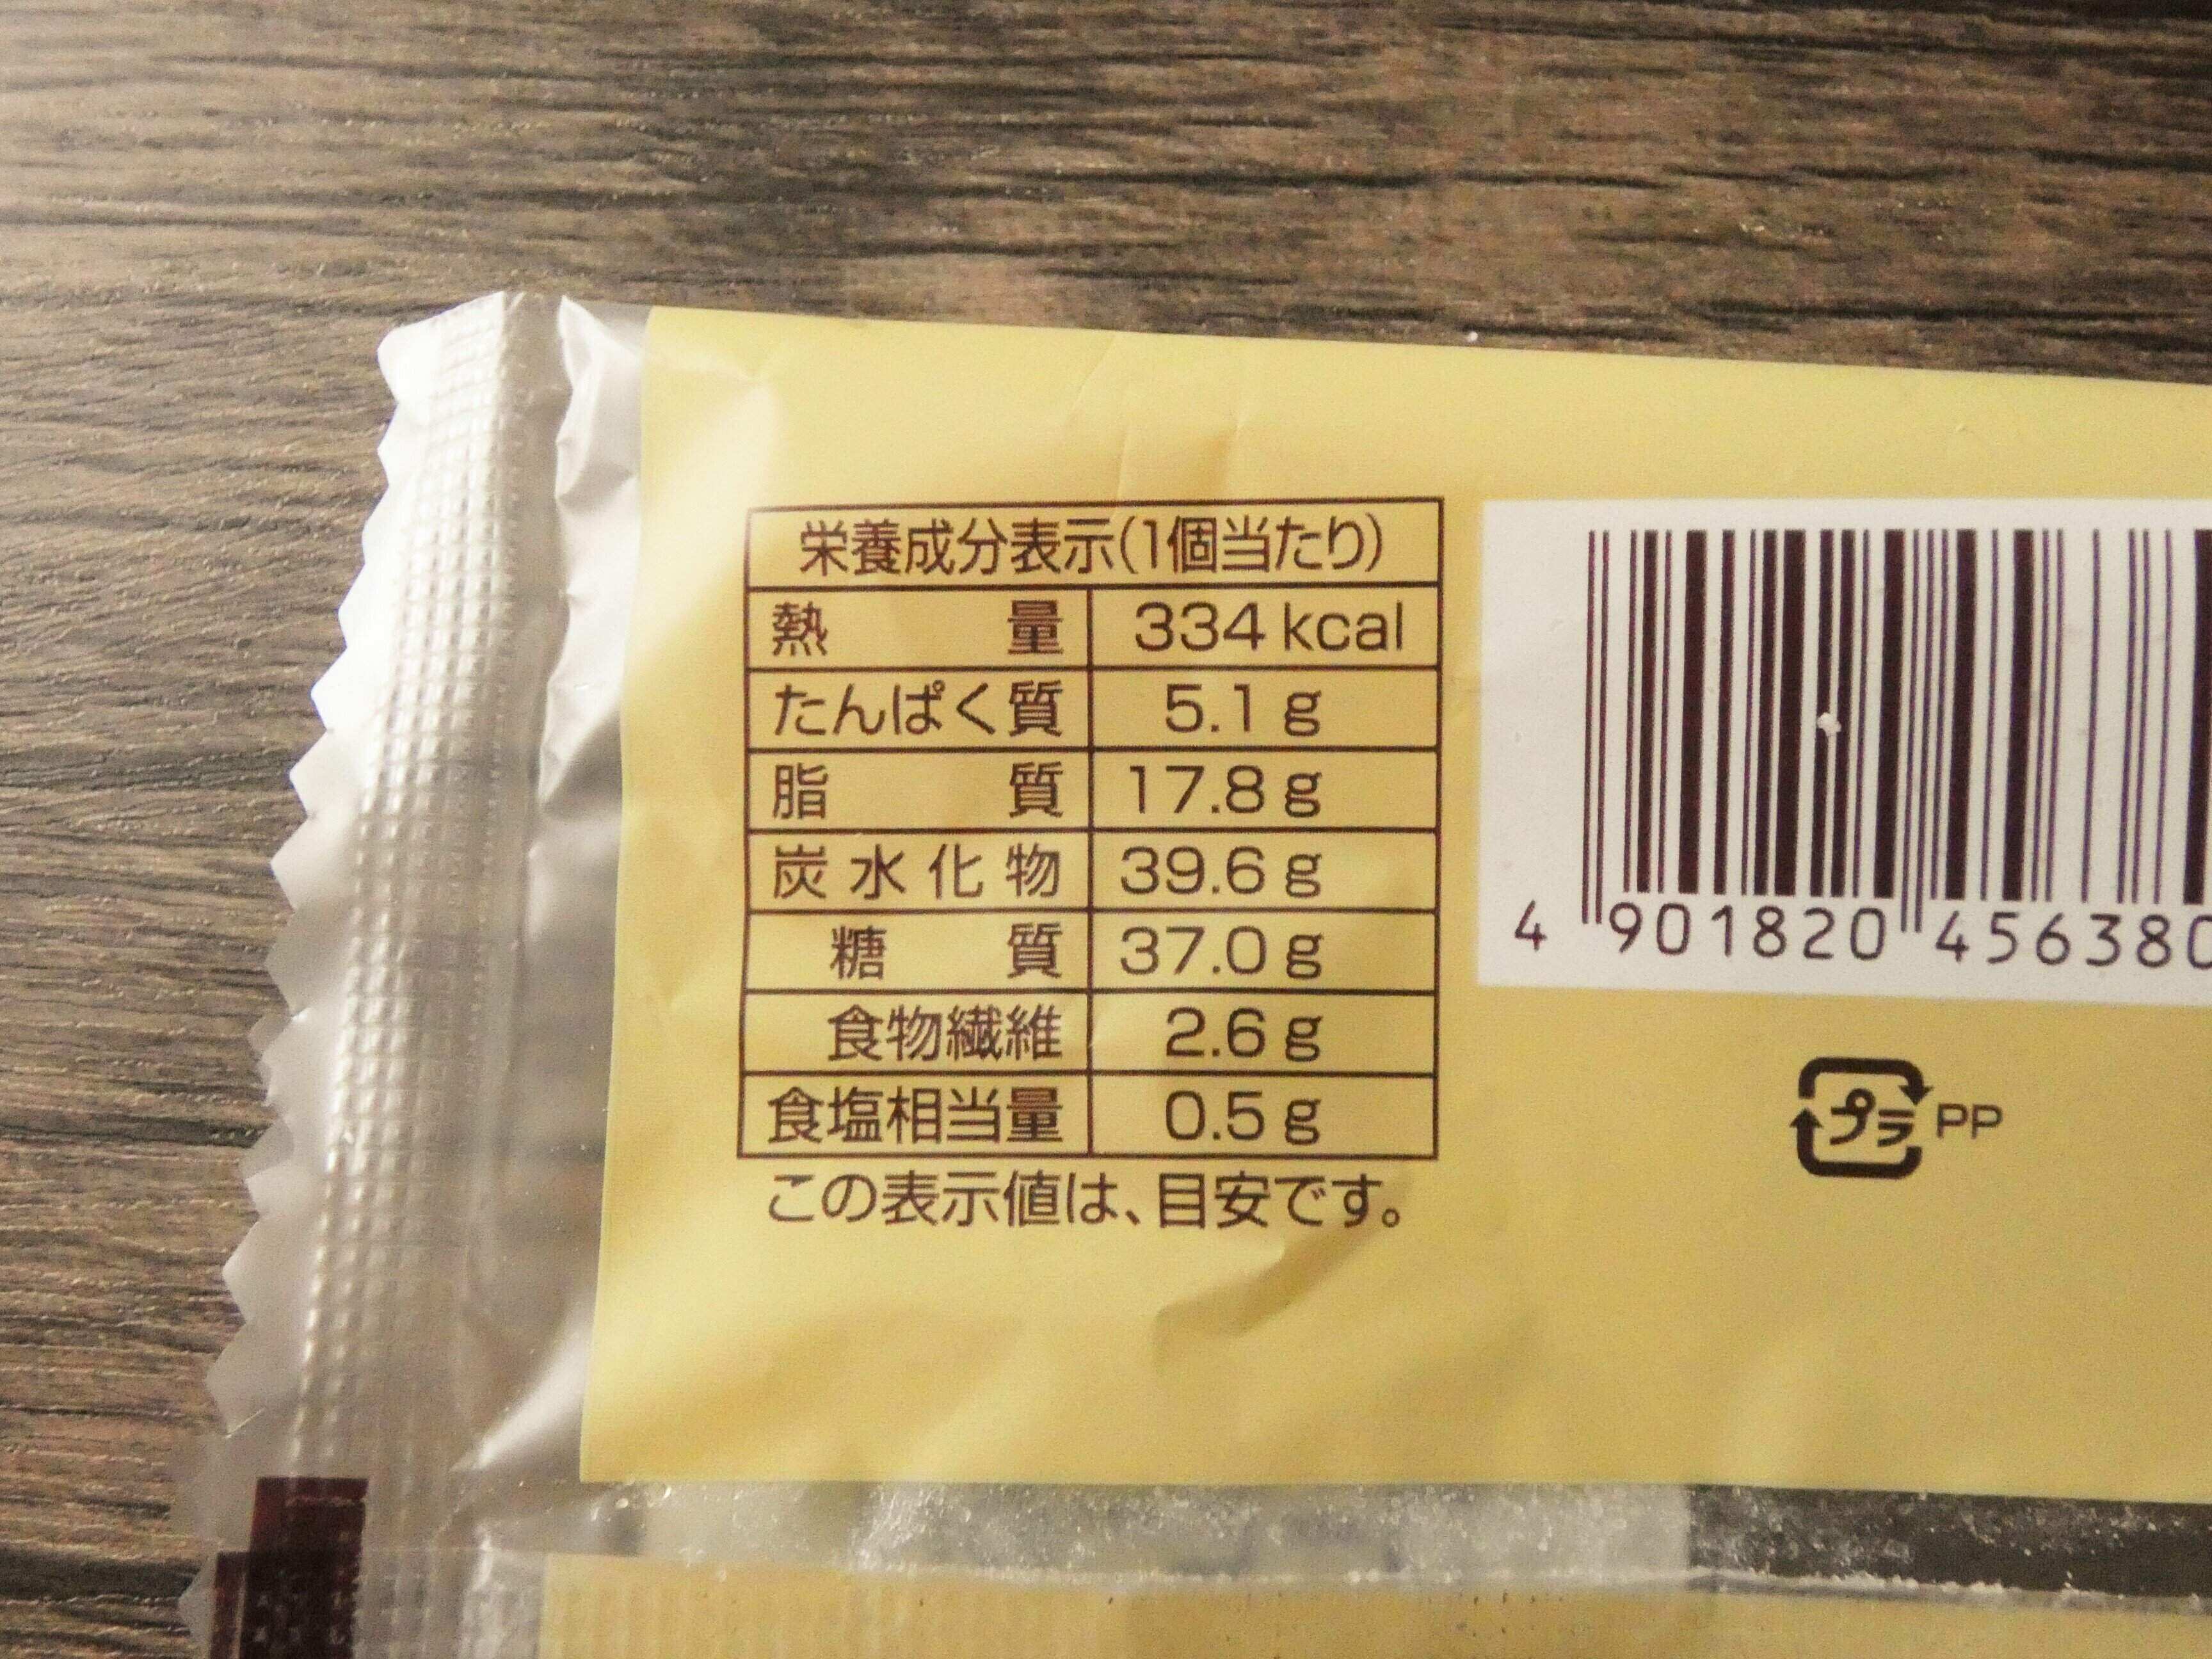 栄養成分表示(1個当たり)
熱量 334 kcal
たんぱく質 5.1 g
脂質 17.8 g
炭水化物 39.6 g
糖質 37.0 g
食物繊維 2.6 g
食塩相当量 0.5 g
この表示値は、目安です。
4 901820 456380
プラ PP